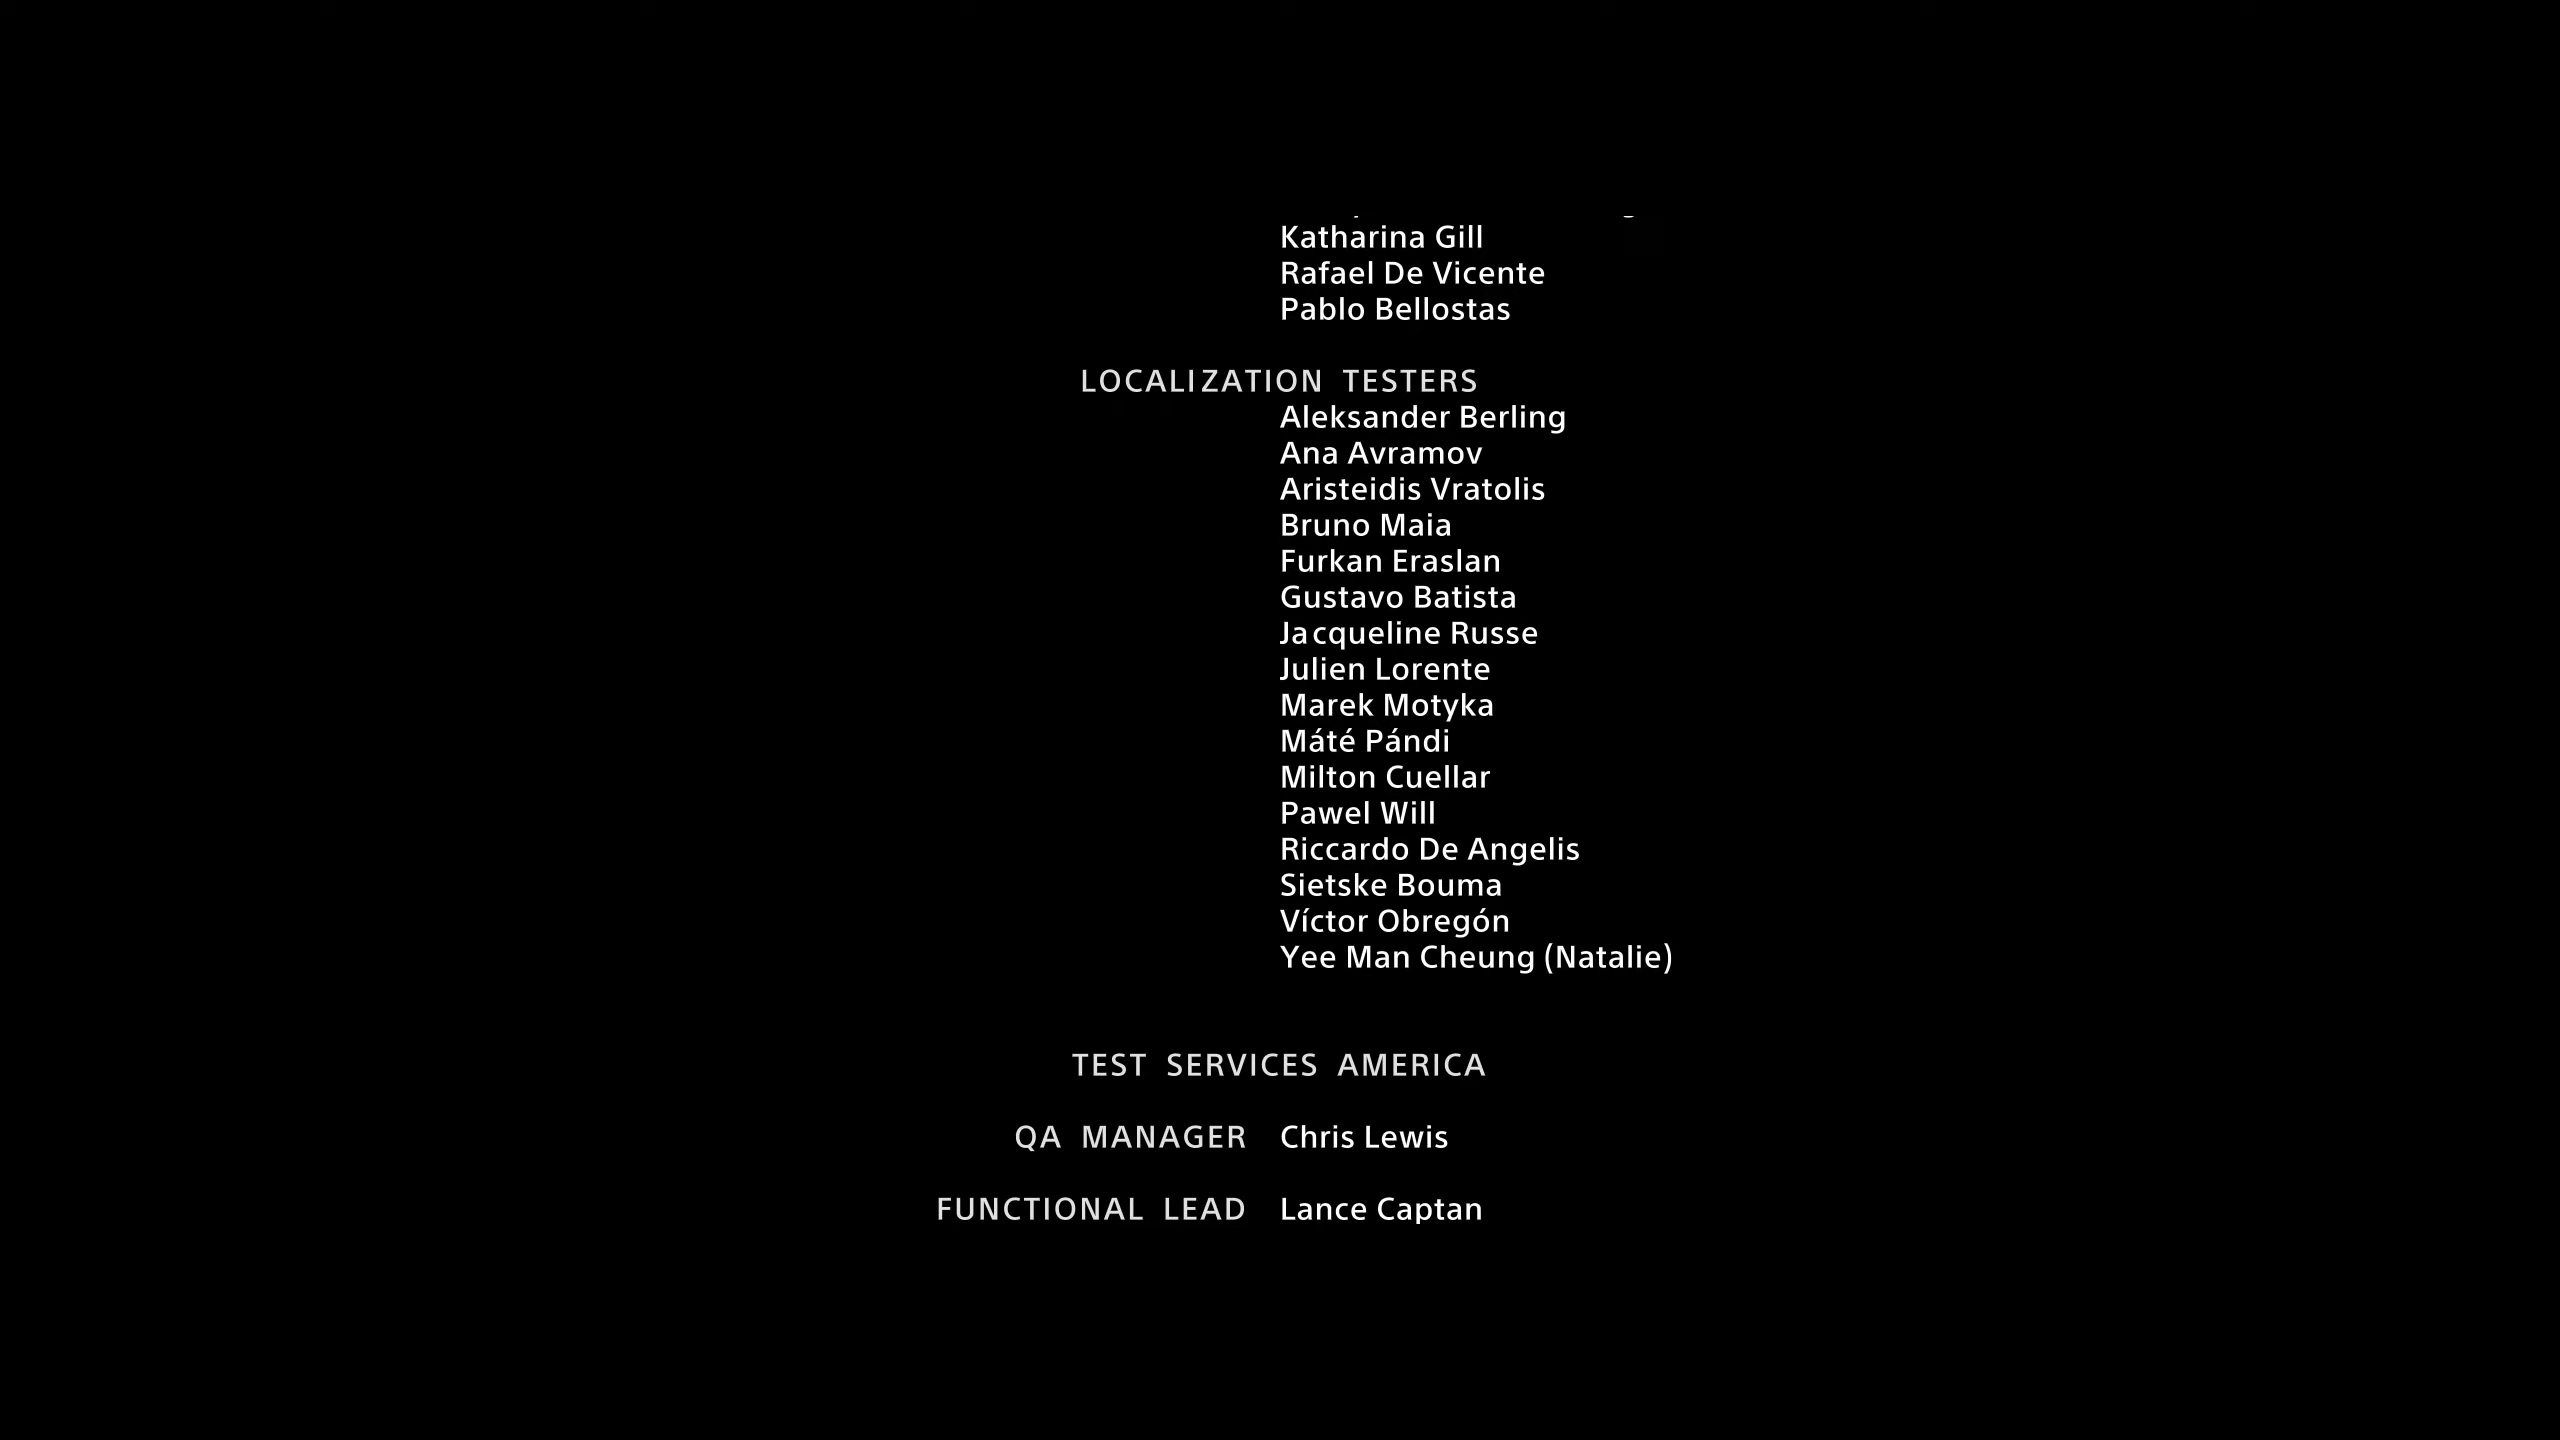 Katharina Gill
Rafael De Vicente
Pablo Bellostas
LOCALIZATION TESTERS
Aleksander Berling
Ana Avramov
Aristeidis Vratolis
Bruno Maia
Furkan Eraslan
Gustavo Batista
Jacqueline Russe
Julien Lorente
Marek Motyka
Máté Pándi
Milton Cuellar
Pawel Will
Riccardo De Angelis
Sietske Bouma
Víctor Obregón
Yee Man Cheung (Natalie)
TEST SERVICES AMERICA
QA MANAGER Chris Lewis
FUNCTIONAL LEAD Lance Captan